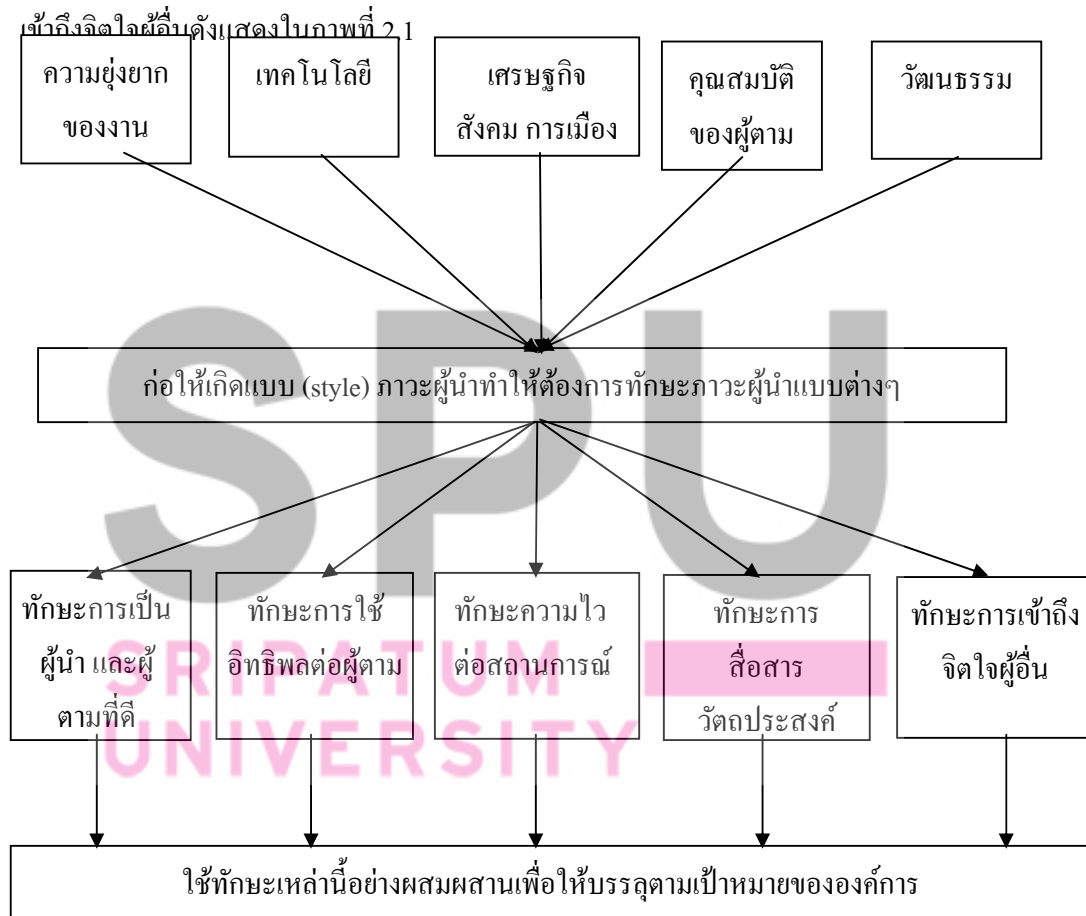 เข้าถึงจิตใจผู้อื่นดังแสดงในภาพที่ 2.1
ความยุ่งยาก
ของงาน
เทคโนโลยี
เศรษฐกิจ
สังคม การเมือง
คุณสมบัติ
ของผู้ตาม
วัฒนธรรม
ก่อให้เกิดแบบ (style) ภาวะผู้นำทำให้ต้องการทักษะภาวะผู้นำแบบต่างๆ
SPU
ทักษะการเป็น
ผู้นำ และผู้
ตามที่ดี
ทักษะการใช้
อิทธิพลต่อผู้ตาม
ทักษะความไว
ต่อสถานการณ์
ทักษะการ
สื่อสาร
วัตถุประสงค์
ทักษะการเข้าถึง
จิตใจผู้อื่น
SRIPATUM
UNIVERSITY
ใช้ทักษะเหล่านี้อย่างผสมผสานเพื่อให้บรรลุตามเป้าหมายขององค์การ